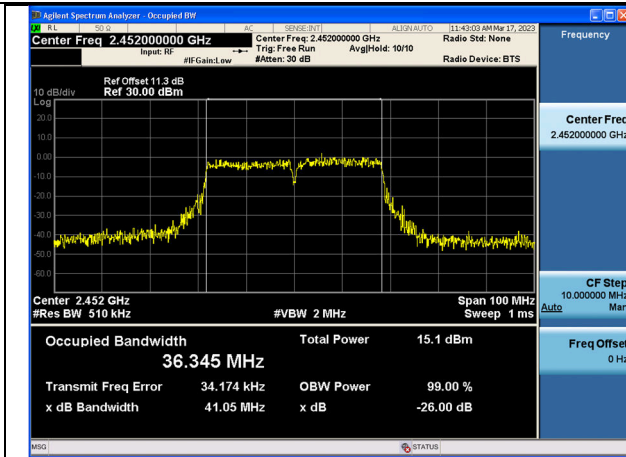 Agilent Spectrum Analyzer - Occupied BW
RL 50 Ω AC SENSE:INT ALIGN AUTO 11:43:03 AM Mar 17, 2023
Center Freq 2.452000000 GHz Center Freq: 2.452000000 GHz Radio Std: None
Input: RF Trig: Free Run Avg|Hold: 10/10
#IFGain:Low #Atten: 30 dB Radio Device: BTS
Ref Offset 11.3 dB
10 dB/div Ref 30.00 dBm
Log
20.0
10.0
0.00
-10.0
-20.0
-30.0
-40.0
-50.0
-60.0
Center 2.452 GHz Span 100 MHz
#Res BW 510 kHz #VBW 2 MHz Sweep 1 ms
Occupied Bandwidth Total Power 15.1 dBm
36.345 MHz
Transmit Freq Error 34.174 kHz OBW Power 99.00 %
x dB Bandwidth 41.05 MHz x dB -26.00 dB
MSG STATUS
Frequency
Center Freq
2.452000000 GHz
CF Step
10.000000 MHz
Auto Man
Freq Offset
0 Hz